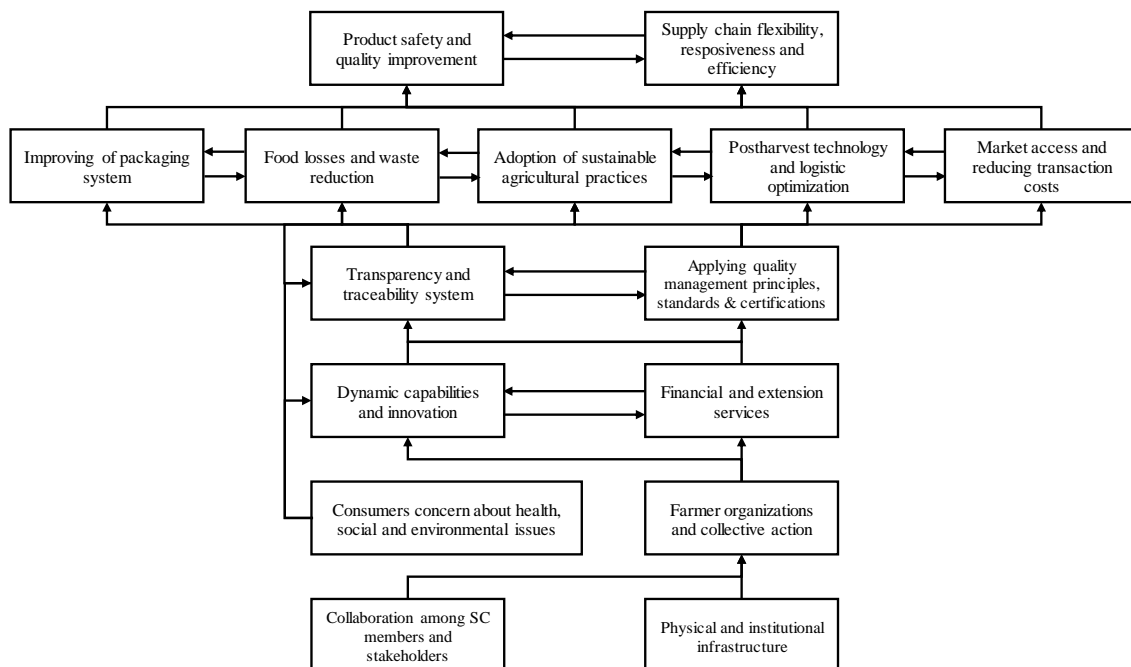 Product safety and
quality improvement
Supply chain flexibility,
resposiveness and
efficiency
Improving of packaging
system
Food losses and waste
reduction
Adoption of sustainable
agricultural practices
Postharvest technology
and logistic
optimization
Market access and
reducing transaction
costs
Transparency and
traceability system
Applying quality
management principles,
standards & certifications
Dynamic capabilities
and innovation
Financial and extension
services
Consumers concern about health,
social and environmental issues
Farmer organizations
and collective action
Collaboration among SC
members and
stakeholders
Physical and institutional
infrastructure